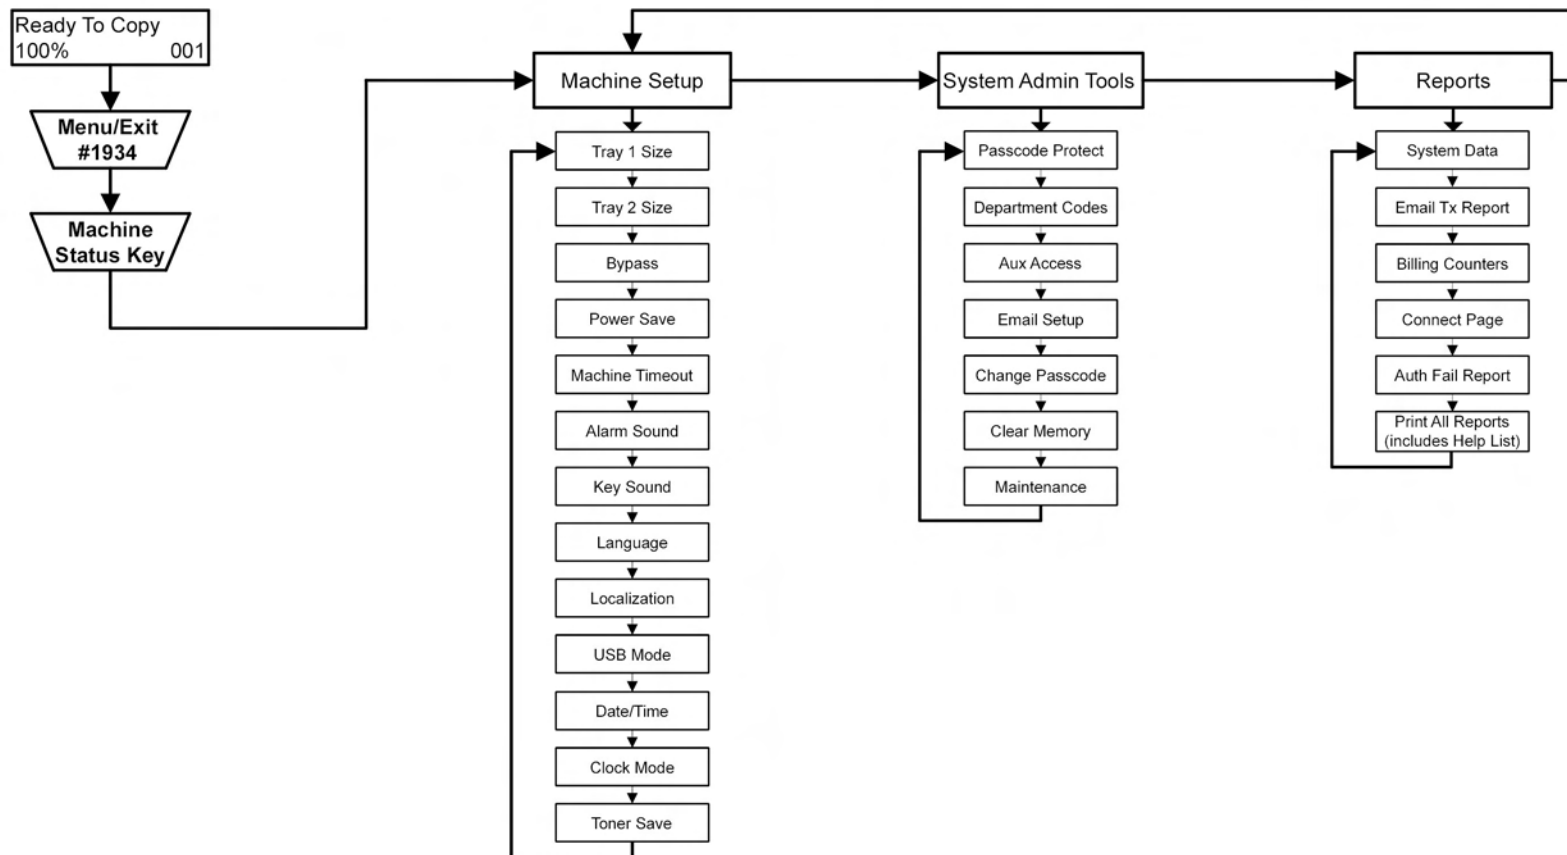 Ready To Copy
100% 001
Menu/Exit
#1934
Machine
Status Key
Machine Setup
Tray 1 Size
Tray 2 Size
Bypass
Power Save
Machine Timeout
Alarm Sound
Key Sound
Language
Localization
USB Mode
Date/Time
Clock Mode
Toner Save
System Admin Tools
Passcode Protect
Department Codes
Aux Access
Email Setup
Change Passcode
Clear Memory
Maintenance
Reports
System Data
Email Tx Report
Billing Counters
Connect Page
Auth Fail Report
Print All Reports
(includes Help List)